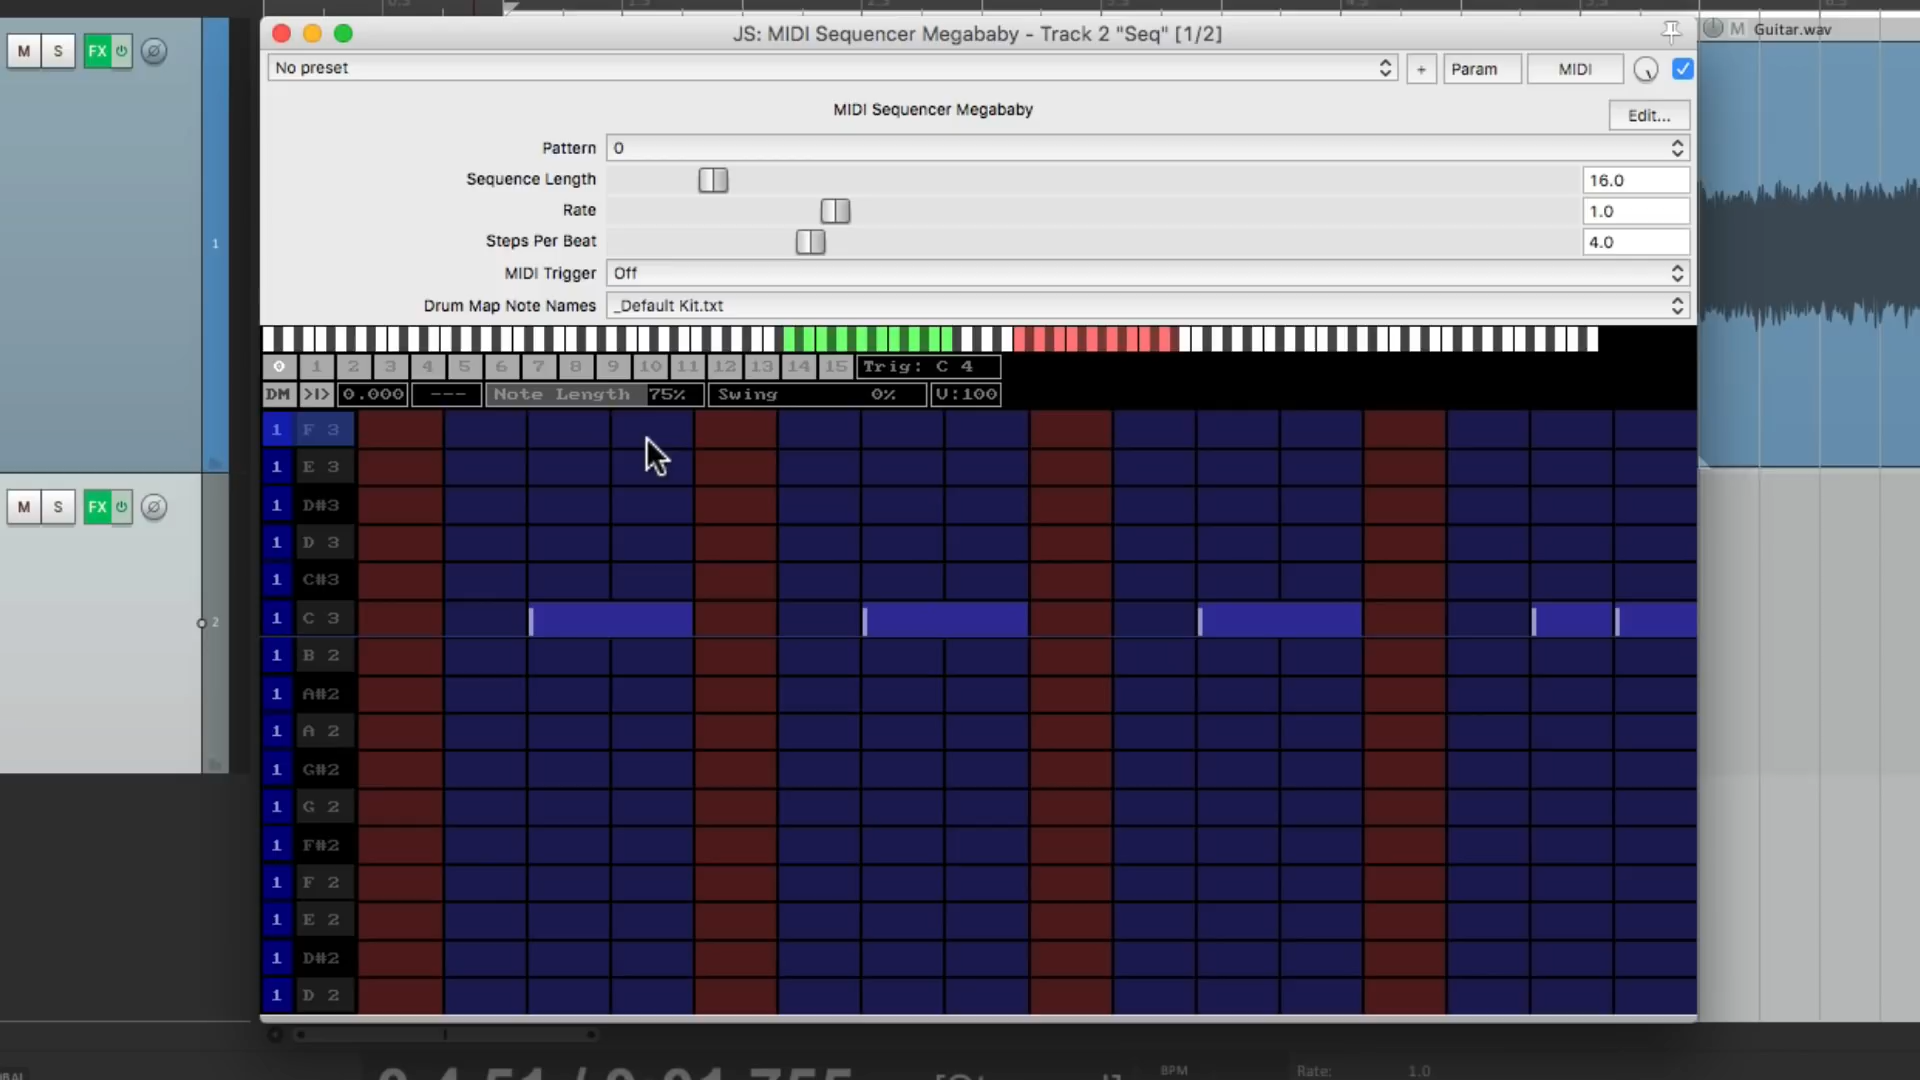 JS: MIDI Sequencer Megababy - Track 2 "Seq" [1/2]
M Guitar.wav
M S FX
No preset + Param MIDI
MIDI Sequencer Megababy
Edit...
Pattern 0
Sequence Length 16.0
Rate 1.0
Steps Per Beat 4.0
MIDI Trigger Off
Drum Map Note Names _Default Kit.txt
1
0 1 2 3 4 5 6 7 8 9 10 11 12 13 14 15 Trig: C 4
DM >|> 0.000 --- Note Length 75% Swing 0% V:100
1 F 3
1 E 3
M S FX
1 D#3
1 D 3
1 C#3
1 C 3
2
1 B 2
1 A#2
1 A 2
1 G#2
1 G 2
1 F#2
1 F 2
1 E 2
1 D#2
1 D 2
BPM
Rate: 1.0